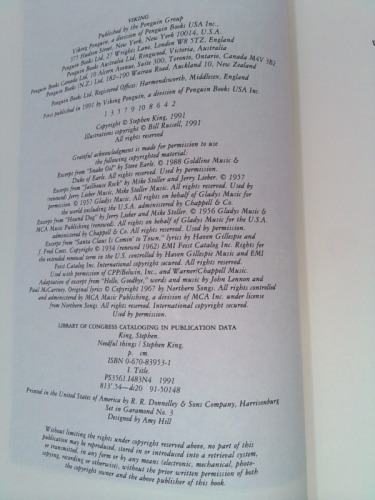 VIKING
Published by the Penguin Group
Viking Penguin, a division of Penguin Books USA Inc.,
375 Hudson Street, New York, New York 10014, U.S.A.
Penguin Books Ltd, 27 Wrights Lane, London W8 5TZ, England
Penguin Books Australia Ltd, Ringwood, Victoria, Australia
Penguin Books Canada Ltd, 10 Alcorn Avenue, Suite 300, Toronto, Ontario, Canada M4V 3B2
Penguin Books (N.Z.) Ltd, 182–190 Wairau Road, Auckland 10, New Zealand
Penguin Books Ltd, Registered Offices: Harmondsworth, Middlesex, England
First published in 1991 by Viking Penguin, a division of Penguin Books USA Inc.
1 3 5 7 9 10 8 6 4 2
Copyright © Stephen King, 1991
Illustrations copyright © Bill Russell, 1991
All rights reserved
Grateful acknowledgment is made for permission to use
the following copyrighted material:
Excerpt from "Snake Oil" by Steve Earle. © 1988 Goldline Music &
Duke of Earle. All rights reserved. Used by permission.
Excerpt from "Jailhouse Rock" by Mike Stoller and Jerry Lieber. © 1957
(renewed) Jerry Lieber Music, Mike Stoller Music. All rights reserved. Used by
permission. © 1957 Gladys Music. All rights on behalf of Gladys Music for
the world excluding the U.S.A. administered by Chappell & Co.
Excerpt from "Hound Dog" by Jerry Lieber and Mike Stoller. © 1956 Gladys Music &
MCA Music Publishing (renewed). All rights on behalf of Gladys Music for the U.S.A.
administered by Chappell & Co. All rights reserved. Used by permission.
Excerpt from "Santa Claus Is Comin' to Town," lyrics by Haven Gillespie and
J. Fred Coots. Copyright © 1934 (renewed 1962) EMI Feist Catalog Inc. Rights for
the extended renewal term in the U.S. controlled by Haven Gillespie Music and EMI
Feist Catalog Inc. International copyright secured. All rights reserved.
Used with permission of CPP/Belwin, Inc., and Warner/Chappell Music.
Adaptation of excerpt from "Hello, Goodbye," words and music by John Lennon and
Paul McCartney. Original lyrics © Copyright 1967 by Northern Songs. All rights controlled
and administered by MCA Music Publishing, a division of MCA Inc. under license
from Northern Songs. All rights reserved. International copyright secured.
Used by permission.
LIBRARY OF CONGRESS CATALOGING IN PUBLICATION DATA
King, Stephen.
Needful things / Stephen King.
p. cm.
ISBN 0-670-83953-1
I. Title.
PS3561.I483N4 1991
813'.54—dc20 91-50148
Printed in the United States of America by R. R. Donnelley & Sons Company, Harrisonburg
Set in Garamond No. 3
Designed by Amy Hill
Without limiting the rights under copyright reserved above, no part of this
publication may be reproduced, stored in or introduced into a retrieval system,
or transmitted, in any form or by any means (electronic, mechanical, photo-
copying, recording or otherwise), without the prior written permission of both
the copyright owner and the above publisher of this book.